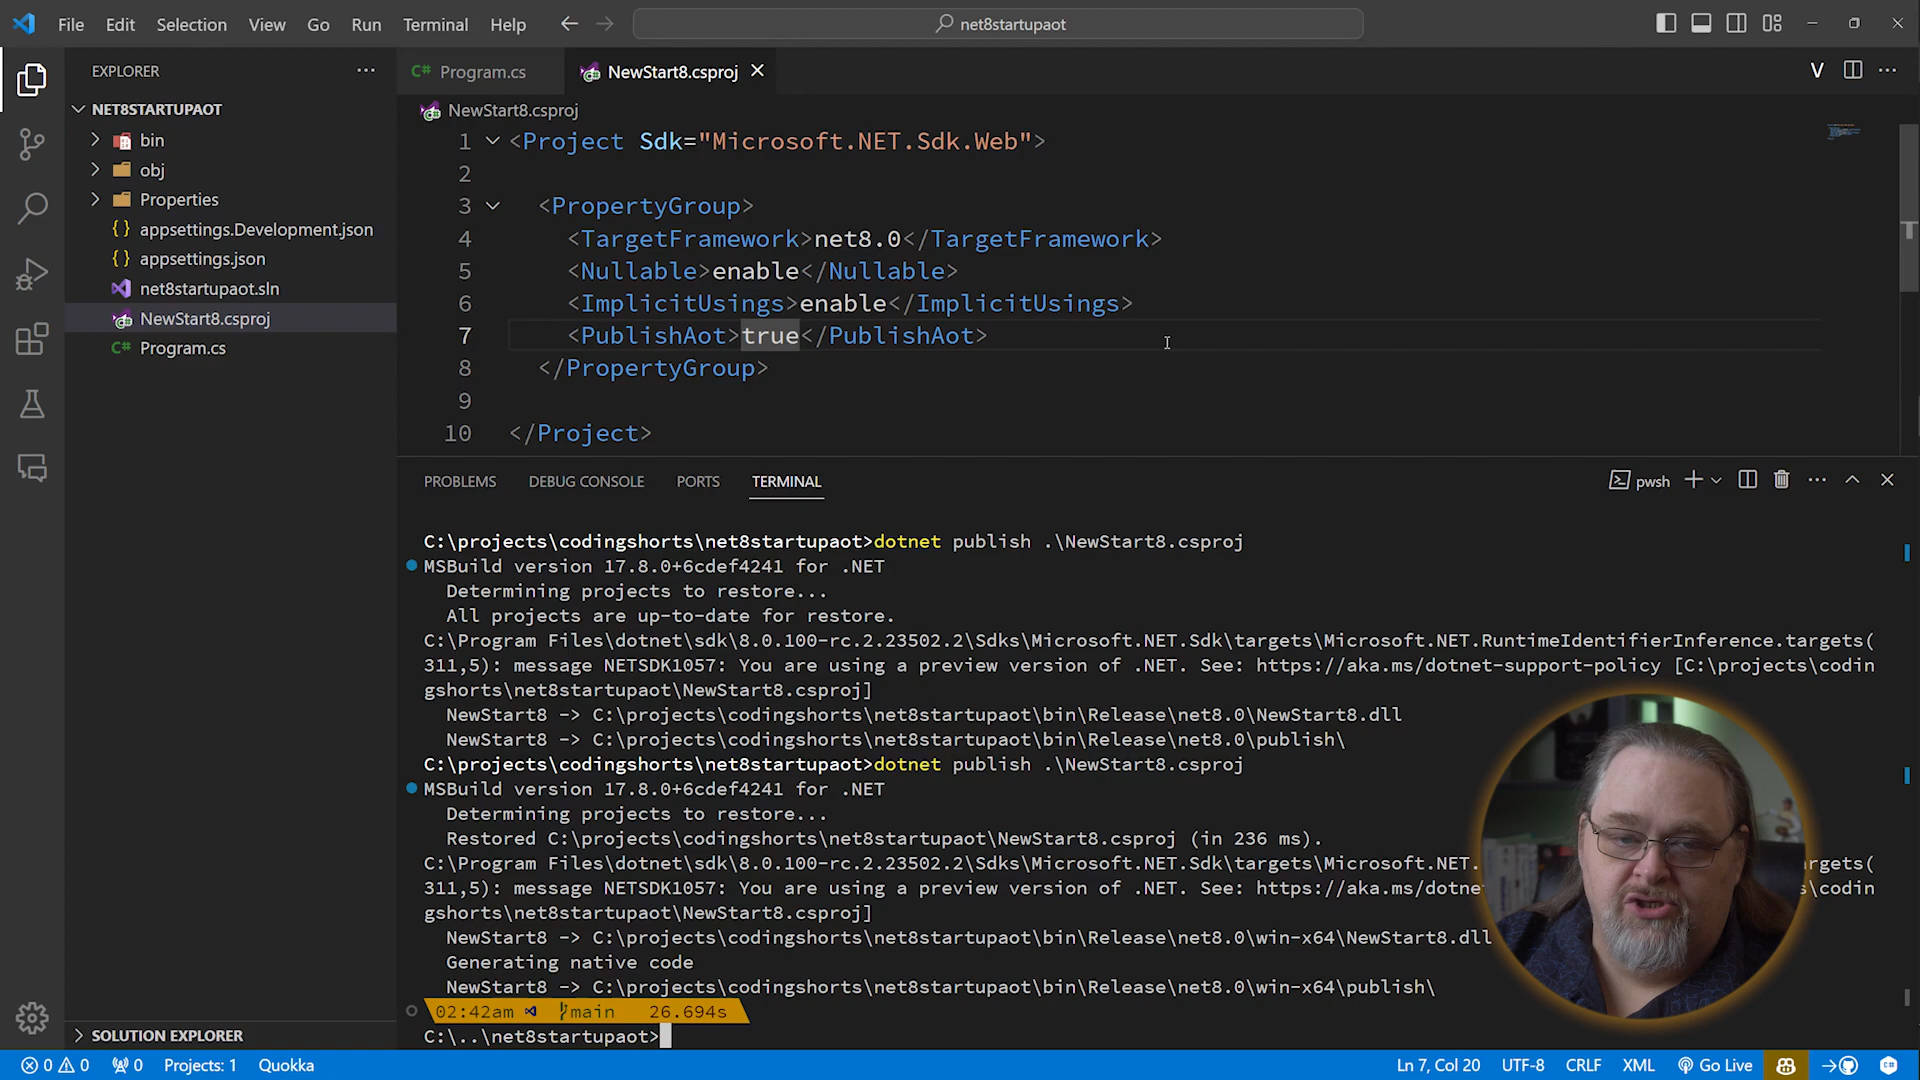 File Edit Selection View Go Run Terminal Help
net8startupaot
EXPLORER
NET8STARTUPAOT
bin
obj
Properties
{} appsettings.Development.json
{} appsettings.json
net8startupaot.sln
NewStart8.csproj
C# Program.cs
SOLUTION EXPLORER
C# Program.cs
NewStart8.csproj
V
NewStart8.csproj
1 <Project Sdk="Microsoft.NET.Sdk.Web">
2
3 <PropertyGroup>
4 <TargetFramework>net8.0</TargetFramework>
5 <Nullable>enable</Nullable>
6 <ImplicitUsings>enable</ImplicitUsings>
7 <PublishAot>true</PublishAot>
8 </PropertyGroup>
9
10 </Project>
PROBLEMS DEBUG CONSOLE PORTS TERMINAL
pwsh
C:\projects\codingshorts\net8startupaot>dotnet publish .\NewStart8.csproj
MSBuild version 17.8.0+6cdef4241 for .NET
Determining projects to restore...
All projects are up-to-date for restore.
C:\Program Files\dotnet\sdk\8.0.100-rc.2.23502.2\Sdks\Microsoft.NET.Sdk\targets\Microsoft.NET.RuntimeIdentifierInference.targets(
311,5): message NETSDK1057: You are using a preview version of .NET. See: https://aka.ms/dotnet-support-policy [C:\projects\codin
gshorts\net8startupaot\NewStart8.csproj]
NewStart8 -> C:\projects\codingshorts\net8startupaot\bin\Release\net8.0\NewStart8.dll
NewStart8 -> C:\projects\codingshorts\net8startupaot\bin\Release\net8.0\publish\
C:\projects\codingshorts\net8startupaot>dotnet publish .\NewStart8.csproj
MSBuild version 17.8.0+6cdef4241 for .NET
Determining projects to restore...
Restored C:\projects\codingshorts\net8startupaot\NewStart8.csproj (in 236 ms).
C:\Program Files\dotnet\sdk\8.0.100-rc.2.23502.2\Sdks\Microsoft.NET.Sdk\targets\Microsoft.NET. rgets(
311,5): message NETSDK1057: You are using a preview version of .NET. See: https://aka.ms/dotne s\codin
gshorts\net8startupaot\NewStart8.csproj]
NewStart8 -> C:\projects\codingshorts\net8startupaot\bin\Release\net8.0\win-x64\NewStart8.dll
Generating native code
NewStart8 -> C:\projects\codingshorts\net8startupaot\bin\Release\net8.0\win-x64\publish\
02:42am main 26.694s
C:\..\net8startupaot>
0 0 0 Projects: 1 Quokka
Ln 7, Col 20 UTF-8 CRLF XML Go Live